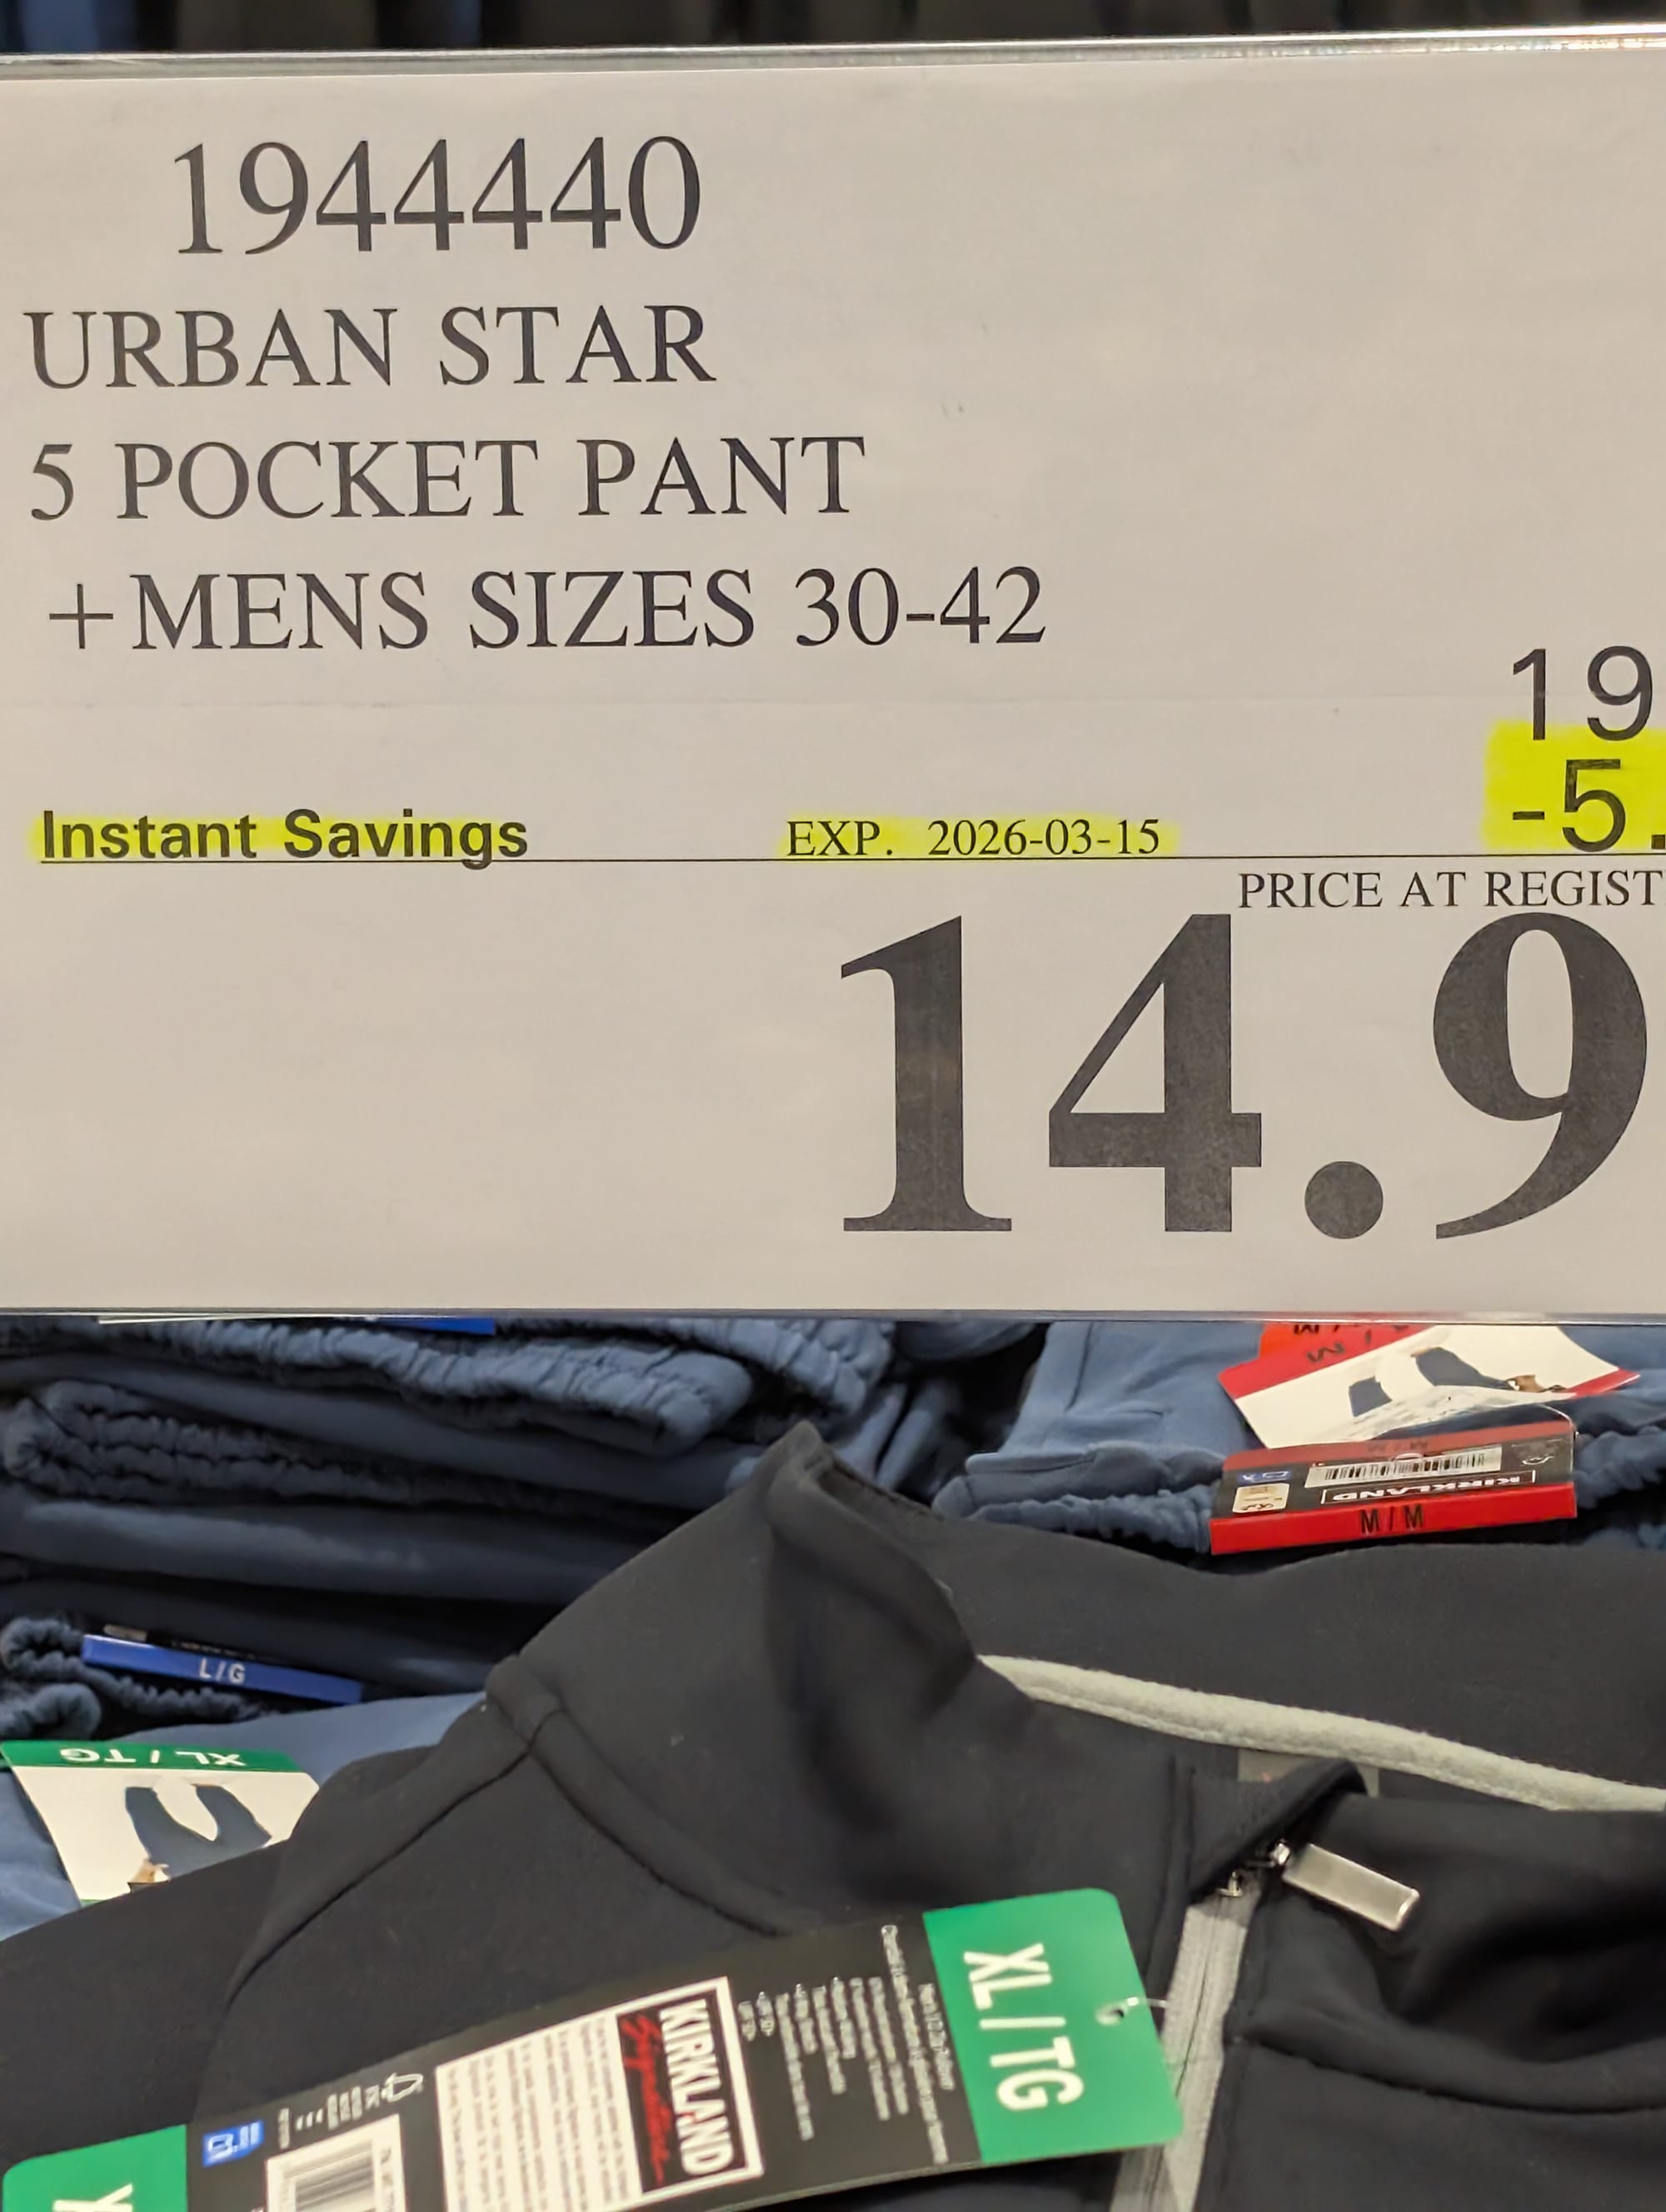 1944440
URBAN STAR
5 POCKET PANT
+MENS SIZES 30-42
19
-5.
Instant Savings EXP. 2026-03-15
PRICE AT REGIST
14.9
M / M
KIRKLAND
L / G
XL / TG
XL / TG
KIRKLAND
Signature